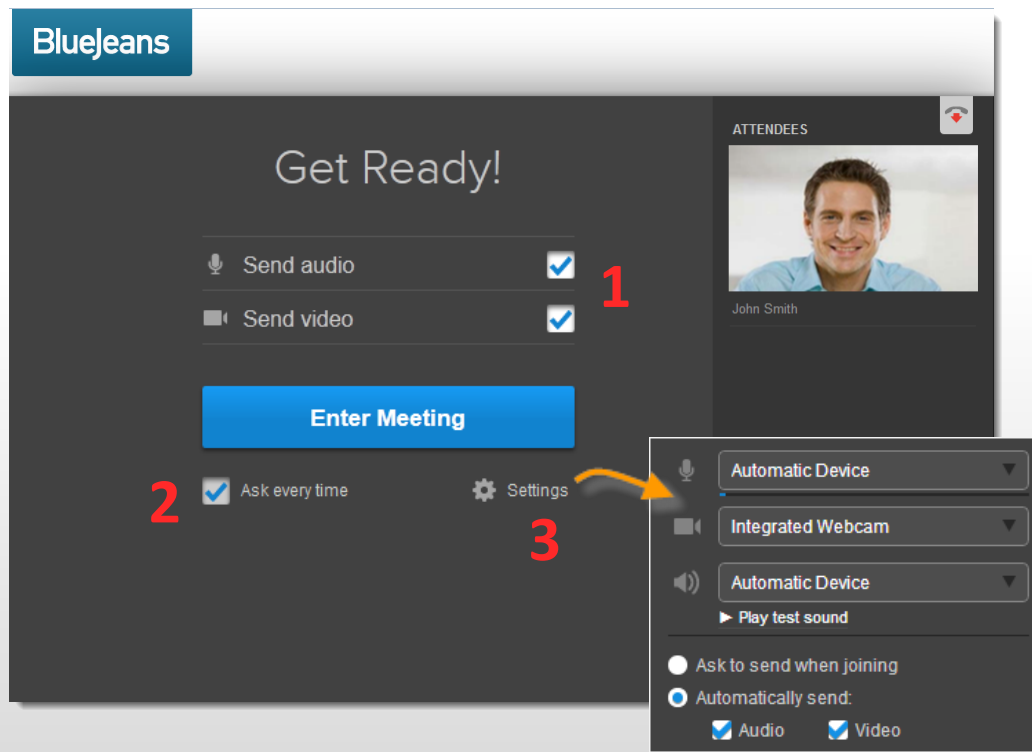 BlueJeans
Get Ready!
Send audio
1
Send video
Enter Meeting
2
Ask every time
Settings
3
ATTENDEES
John Smith
Automatic Device
Integrated Webcam
Automatic Device
Play test sound
Ask to send when joining
Automatically send:
Audio Video